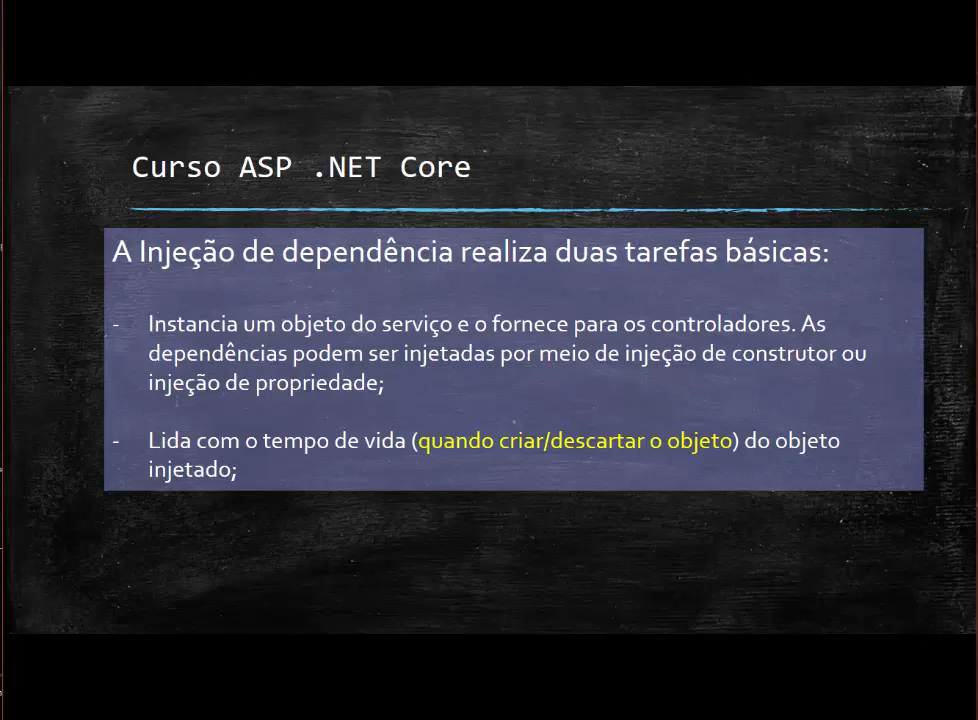 Curso ASP .NET Core
A Injeção de dependência realiza duas tarefas básicas:
- Instancia um objeto do serviço e o fornece para os controladores. As
dependências podem ser injetadas por meio de injeção de construtor ou
injeção de propriedade;
- Lida com o tempo de vida (quando criar/descartar o objeto) do objeto
injetado;